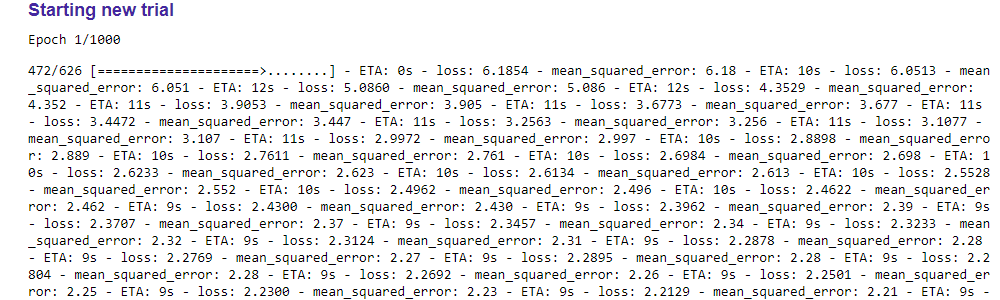 Starting new trial
Epoch 1/1000
472/626 [=====================>........] - ETA: 0s - loss: 6.1854 - mean_squared_error: 6.18 - ETA: 10s - loss: 6.0513 - mean
_squared_error: 6.051 - ETA: 12s - loss: 5.0860 - mean_squared_error: 5.086 - ETA: 12s - loss: 4.3529 - mean_squared_error:
4.352 - ETA: 11s - loss: 3.9053 - mean_squared_error: 3.905 - ETA: 11s - loss: 3.6773 - mean_squared_error: 3.677 - ETA: 11s
- loss: 3.4472 - mean_squared_error: 3.447 - ETA: 11s - loss: 3.2563 - mean_squared_error: 3.256 - ETA: 11s - loss: 3.1077 -
mean_squared_error: 3.107 - ETA: 11s - loss: 2.9972 - mean_squared_error: 2.997 - ETA: 10s - loss: 2.8898 - mean_squared_erro
r: 2.889 - ETA: 10s - loss: 2.7611 - mean_squared_error: 2.761 - ETA: 10s - loss: 2.6984 - mean_squared_error: 2.698 - ETA: 1
0s - loss: 2.6233 - mean_squared_error: 2.623 - ETA: 10s - loss: 2.6134 - mean_squared_error: 2.613 - ETA: 10s - loss: 2.5528
- mean_squared_error: 2.552 - ETA: 10s - loss: 2.4962 - mean_squared_error: 2.496 - ETA: 10s - loss: 2.4622 - mean_squared_er
ror: 2.462 - ETA: 9s - loss: 2.4300 - mean_squared_error: 2.430 - ETA: 9s - loss: 2.3962 - mean_squared_error: 2.39 - ETA: 9s
- loss: 2.3707 - mean_squared_error: 2.37 - ETA: 9s - loss: 2.3457 - mean_squared_error: 2.34 - ETA: 9s - loss: 2.3233 - mean
_squared_error: 2.32 - ETA: 9s - loss: 2.3124 - mean_squared_error: 2.31 - ETA: 9s - loss: 2.2878 - mean_squared_error: 2.28
- ETA: 9s - loss: 2.2769 - mean_squared_error: 2.27 - ETA: 9s - loss: 2.2895 - mean_squared_error: 2.28 - ETA: 9s - loss: 2.2
804 - mean_squared_error: 2.28 - ETA: 9s - loss: 2.2692 - mean_squared_error: 2.26 - ETA: 9s - loss: 2.2501 - mean_squared_er
ror: 2.25 - ETA: 9s - loss: 2.2300 - mean_squared_error: 2.23 - ETA: 9s - loss: 2.2129 - mean_squared_error: 2.21 - ETA: 9s -